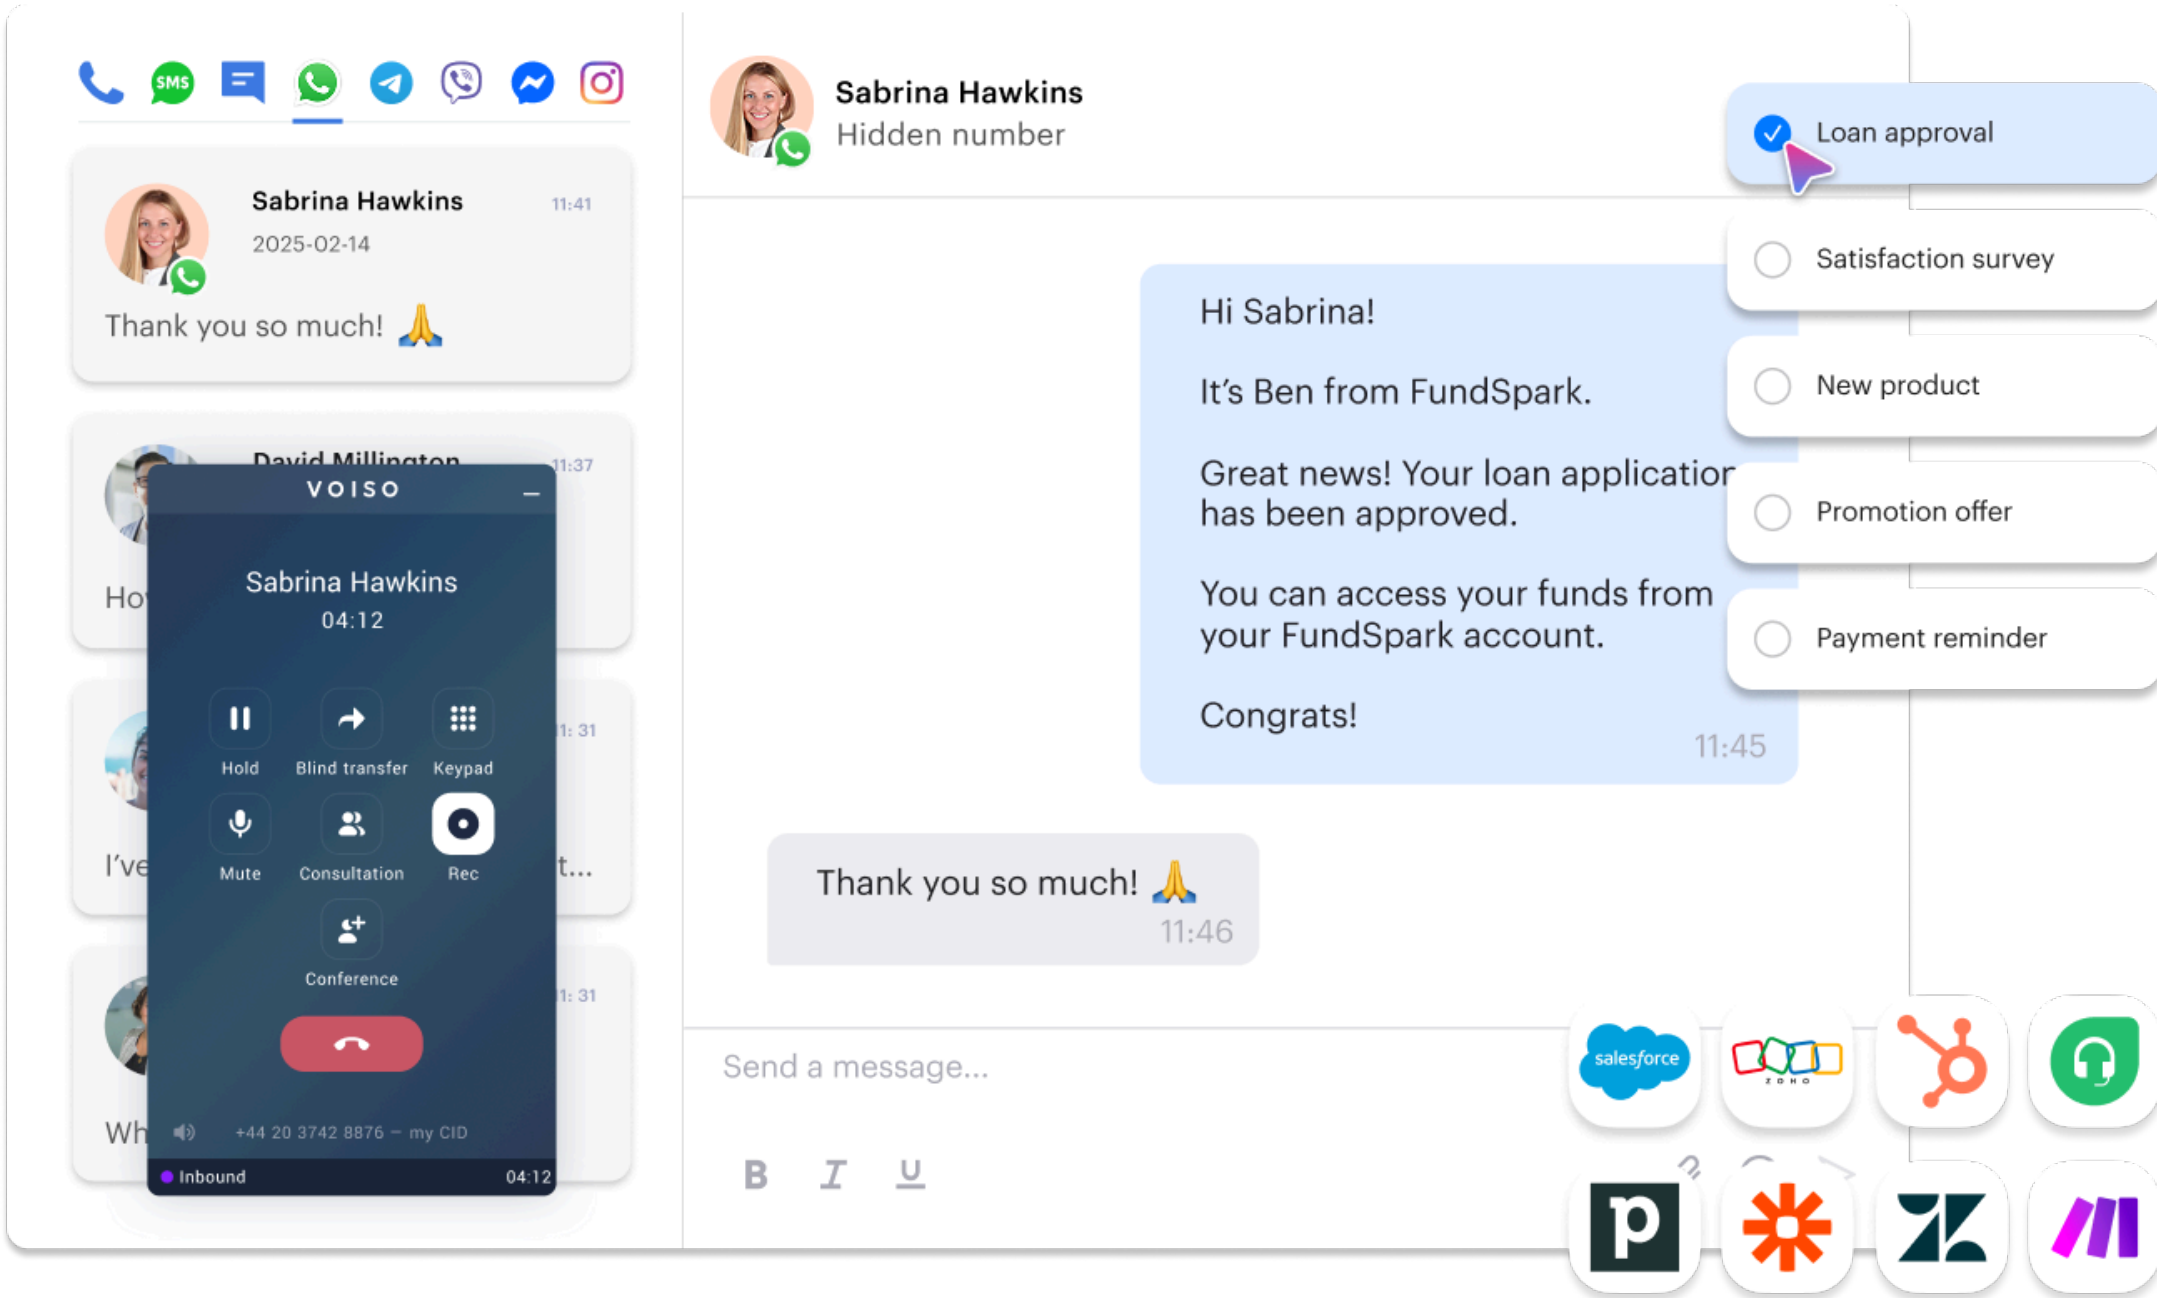 SMS
Sabrina Hawkins
11:41
2025-02-14
Thank you so much! 🙏
David Millington
11:37
VOISO
Sabrina Hawkins
04:12
Hold
Blind transfer
Keypad
Mute
Consultation
Rec
Conference
+44 20 3742 8876 – my CID
Inbound
04:12
I've
t...
Sabrina Hawkins
Hidden number
Hi Sabrina!
It's Ben from FundSpark.
Great news! Your loan application
has been approved.
You can access your funds from
your FundSpark account.
Congrats!
11:45
Thank you so much! 🙏
11:46
Send a message...
B I U
Loan approval
Satisfaction survey
New product
Promotion offer
Payment reminder
salesforce
ZOHO
p